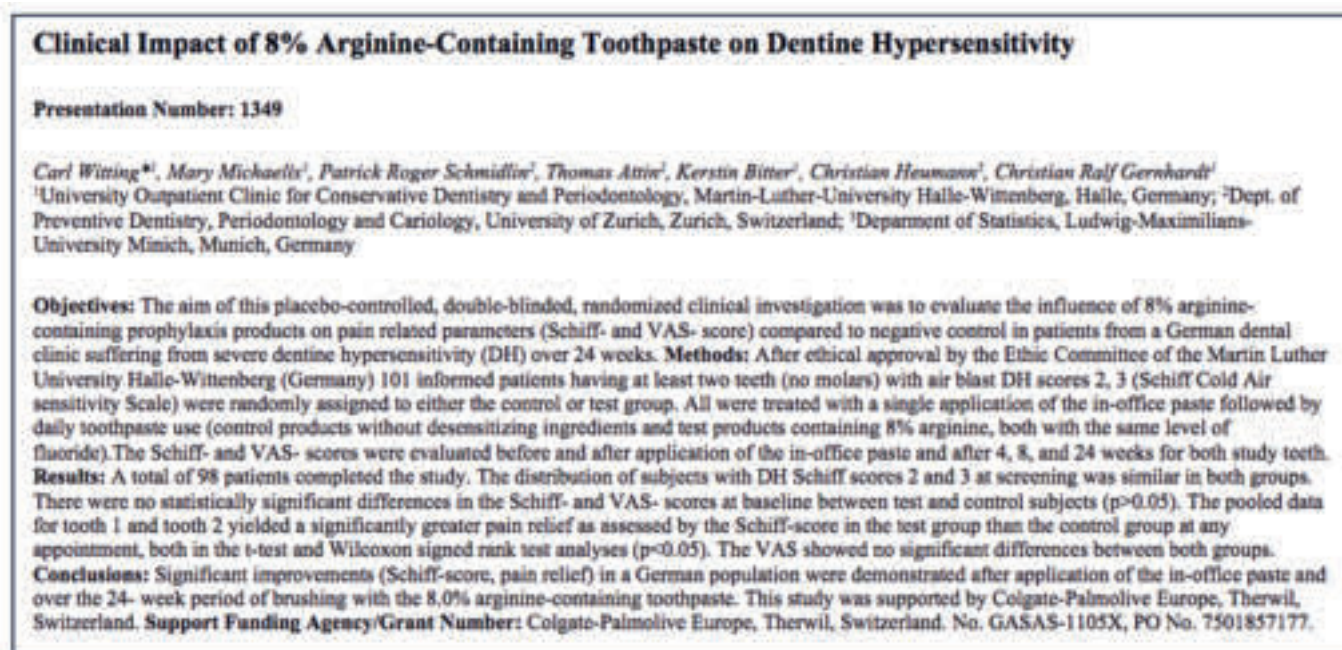 Clinical Impact of 8% Arginine-Containing Toothpaste on Dentine Hypersensitivity
Presentation Number: 1349
Carl Witting*¹, Mary Michaelis¹, Patrick Roger Schmidlin², Thomas Attin², Kerstin Bitter¹, Christian Heumann³, Christian Ralf Gernhardt¹
¹University Outpatient Clinic for Conservative Dentistry and Periodontology, Martin-Luther-University Halle-Wittenberg, Halle, Germany; ²Dept. of
Preventive Dentistry, Periodontology and Cariology, University of Zurich, Zurich, Switzerland; ³Deparment of Statistics, Ludwig-Maximilians-
University Minich, Munich, Germany
Objectives: The aim of this placebo-controlled, double-blinded, randomized clinical investigation was to evaluate the influence of 8% arginine-
containing prophylaxis products on pain related parameters (Schiff- and VAS- score) compared to negative control in patients from a German dental
clinic suffering from severe dentine hypersensitivity (DH) over 24 weeks. Methods: After ethical approval by the Ethic Committee of the Martin Luther
University Halle-Wittenberg (Germany) 101 informed patients having at least two teeth (no molars) with air blast DH scores 2, 3 (Schiff Cold Air
sensitivity Scale) were randomly assigned to either the control or test group. All were treated with a single application of the in-office paste followed by
daily toothpaste use (control products without desensitizing ingredients and test products containing 8% arginine, both with the same level of
fluoride).The Schiff- and VAS- scores were evaluated before and after application of the in-office paste and after 4, 8, and 24 weeks for both study teeth.
Results: A total of 98 patients completed the study. The distribution of subjects with DH Schiff scores 2 and 3 at screening was similar in both groups.
There were no statistically significant differences in the Schiff- and VAS- scores at baseline between test and control subjects (p>0.05). The pooled data
for tooth 1 and tooth 2 yielded a significantly greater pain relief as assessed by the Schiff-score in the test group than the control group at any
appointment, both in the t-test and Wilcoxon signed rank test analyses (p<0.05). The VAS showed no significant differences between both groups.
Conclusions: Significant improvements (Schiff-score, pain relief) in a German population were demonstrated after application of the in-office paste and
over the 24- week period of brushing with the 8.0% arginine-containing toothpaste. This study was supported by Colgate-Palmolive Europe, Therwil,
Switzerland. Support Funding Agency/Grant Number: Colgate-Palmolive Europe, Therwil, Switzerland. No. GASAS-1105X, PO No. 7501857177.